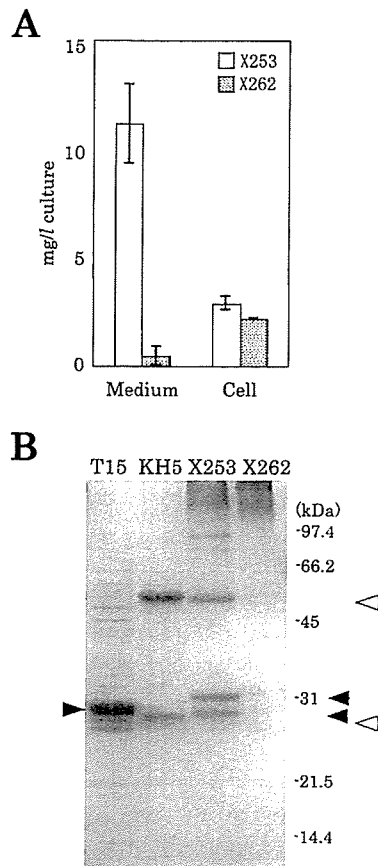 A
15
X253
X262
10
mg/l culture
5
0
Medium Cell
B
T15 KH5 X253 X262
(kDa)
-97.4
-66.2
-45
-31
-21.5
-14.4